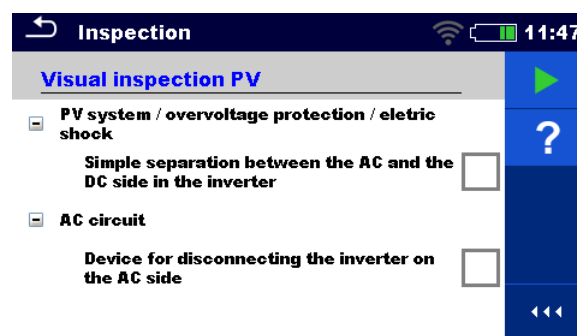 Inspection
11:47
Visual inspection PV
PV system / overvoltage protection / eletric
shock
Simple separation between the AC and the
DC side in the inverter
AC circuit
Device for disconnecting the inverter on
the AC side
?